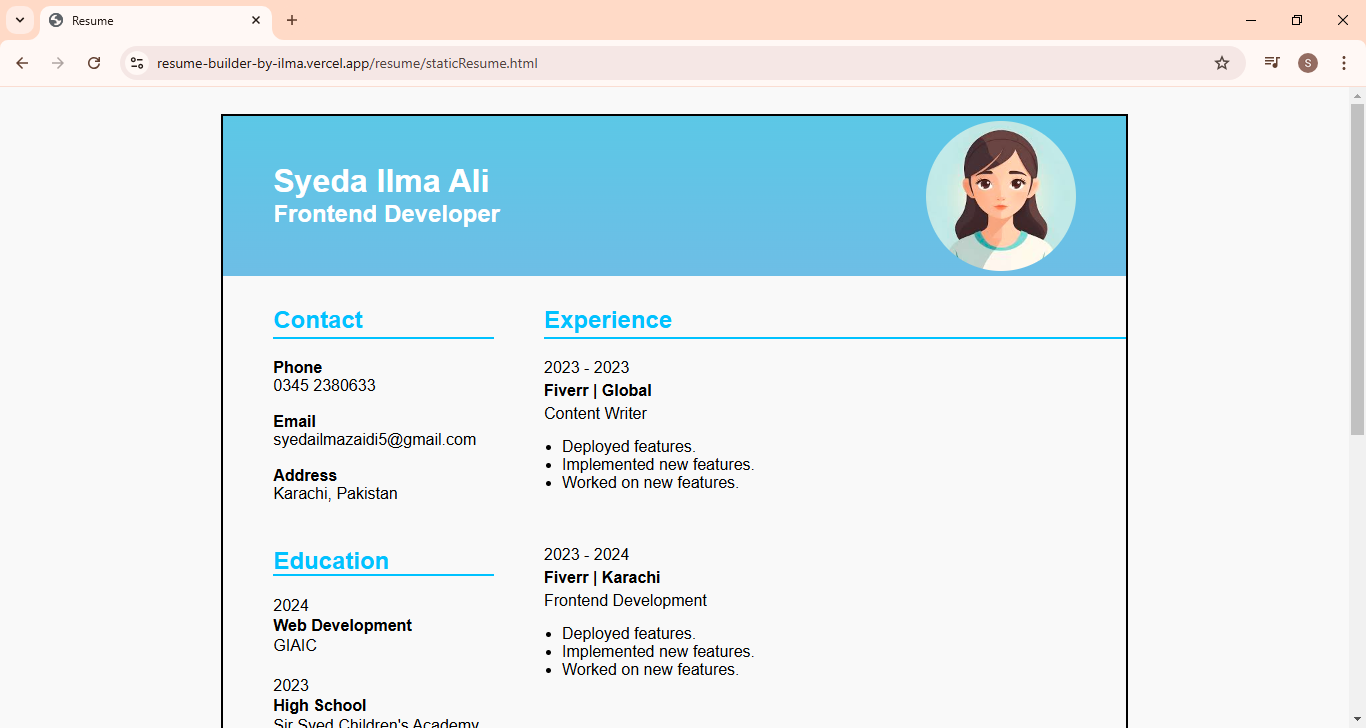 Resume
resume-builder-by-ilma.vercel.app/resume/staticResume.html
S
Syeda Ilma Ali
Frontend Developer
Contact
Phone
0345 2380633
Email
syedailmazaidi5@gmail.com
Address
Karachi, Pakistan
Education
2024
Web Development
GIAIC
2023
High School
Sir Syed Children's Academy
Experience
2023 - 2023
Fiverr | Global
Content Writer
• Deployed features.
• Implemented new features.
• Worked on new features.
2023 - 2024
Fiverr | Karachi
Frontend Development
• Deployed features.
• Implemented new features.
• Worked on new features.